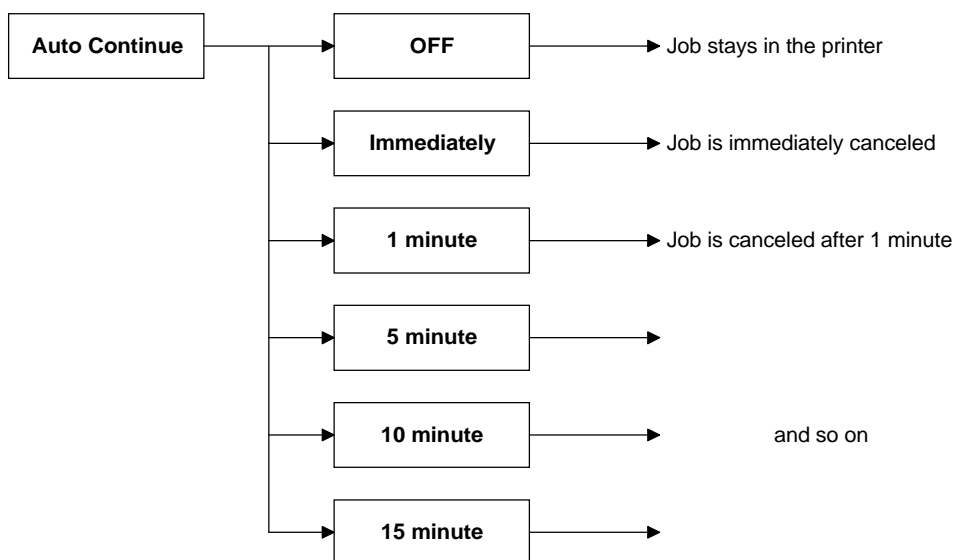 Auto Continue
OFF
Job stays in the printer
Immediately
Job is immediately canceled
1 minute
Job is canceled after 1 minute
5 minute
10 minute
and so on
15 minute